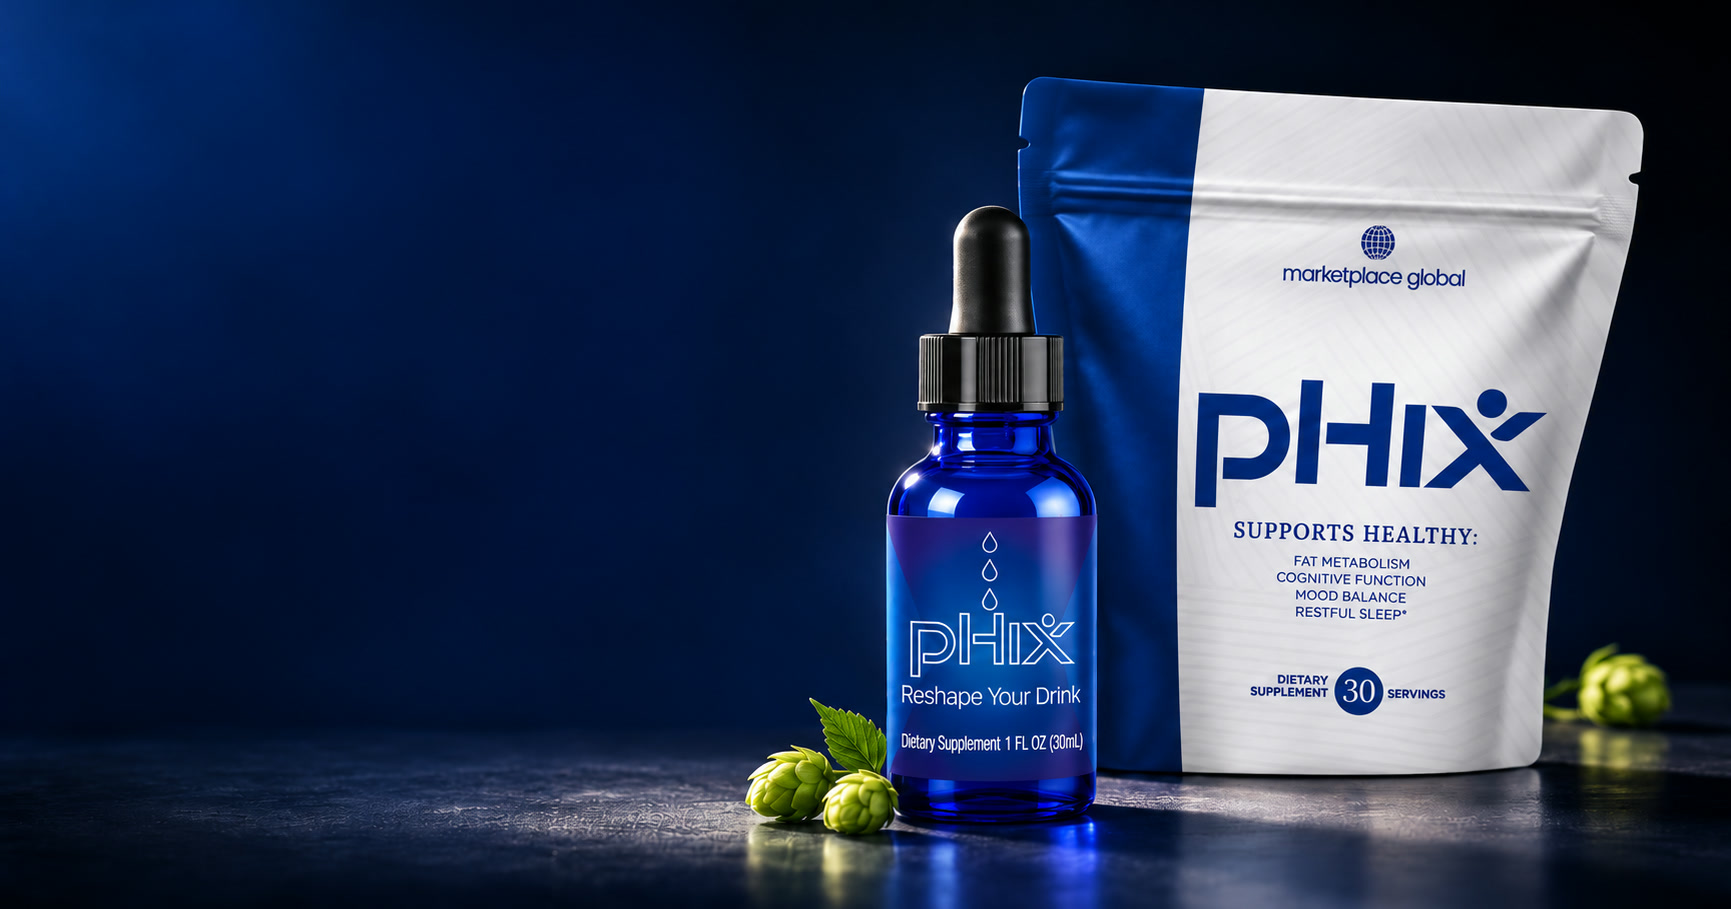 marketplace global
pHix
SUPPORTS HEALTHY:
FAT METABOLISM
COGNITIVE FUNCTION
MOOD BALANCE
RESTFUL SLEEP*
DIETARY
SUPPLEMENT
30
SERVINGS
pHix
Reshape Your Drink
Dietary Supplement 1 FL OZ (30mL)